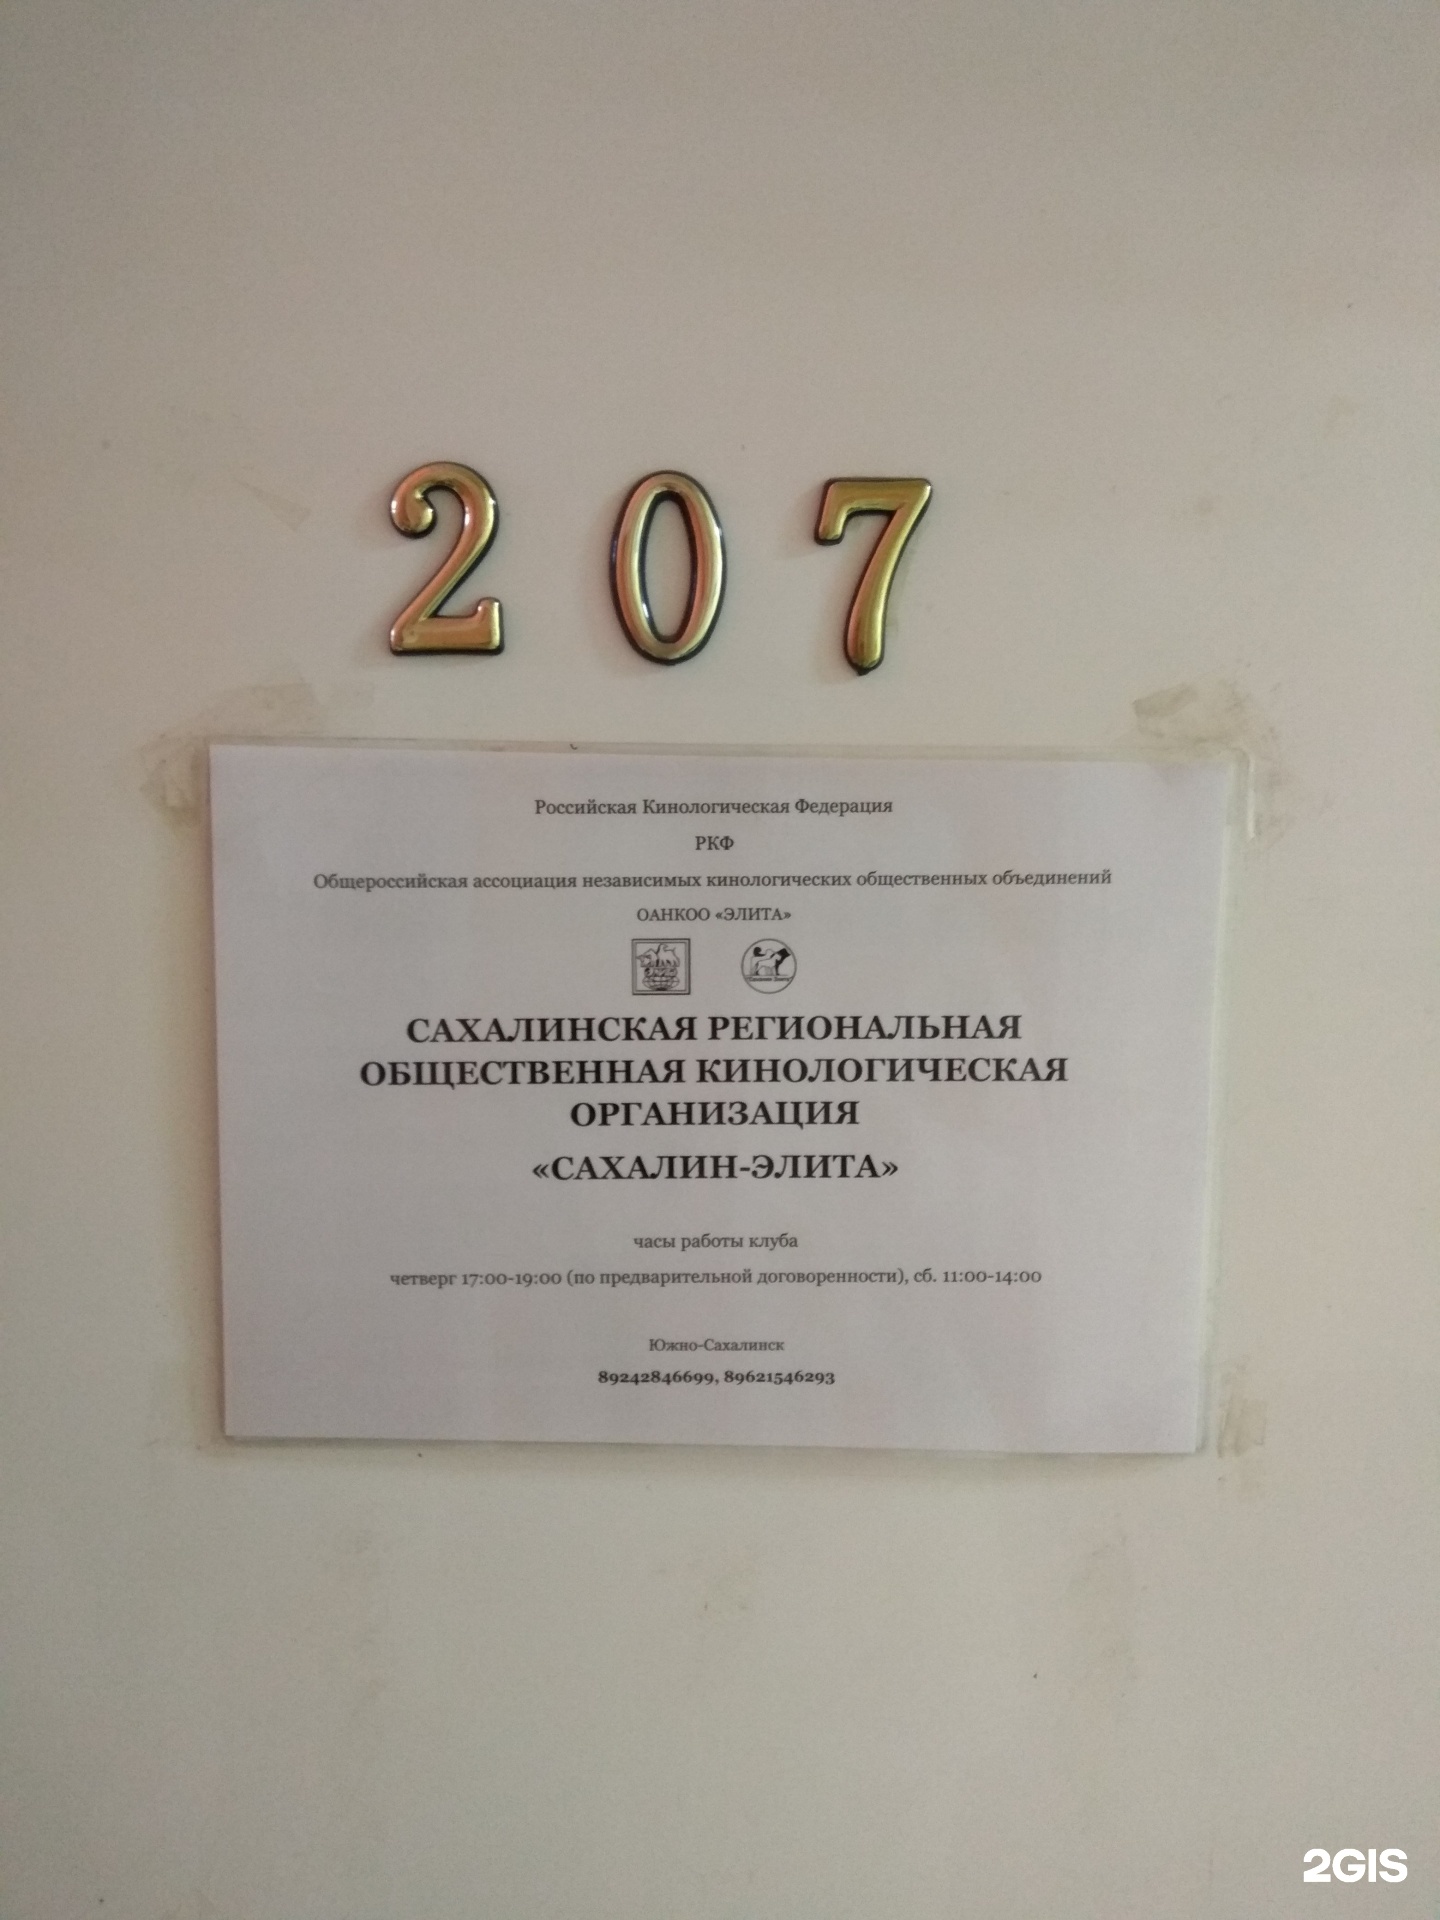 207
Российская Кинологическая Федерация
РКФ
Общероссийская ассоциация независимых кинологических общественных объединений
ОАНКОО «ЭЛИТА»
САХАЛИНСКАЯ РЕГИОНАЛЬНАЯ
ОБЩЕСТВЕННАЯ КИНОЛОГИЧЕСКАЯ
ОРГАНИЗАЦИЯ
«САХАЛИН-ЭЛИТА»
часы работы клуба
четверг 17:00-19:00 (по предварительной договоренности), сб. 11:00-14:00
Южно-Сахалинск
89242846699, 89621546293
2GIS